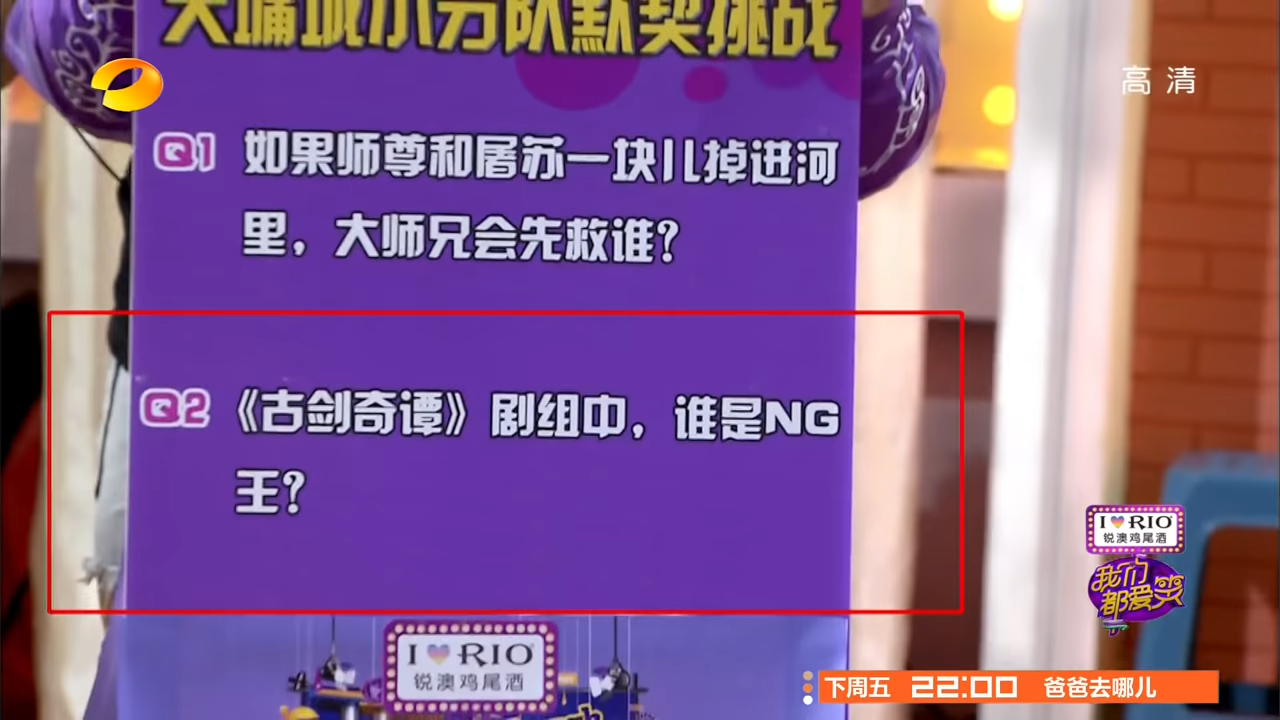 天墉城小分队默契挑战
高清
Q1 如果师尊和屠苏一块儿掉进河
里，大师兄会先救谁?
Q2 《古剑奇谭》剧组中，谁是NG
王?
I RIO
锐澳鸡尾酒
我们
都爱笑
I RIO
锐澳鸡尾酒
下周五 22:00 爸爸去哪儿